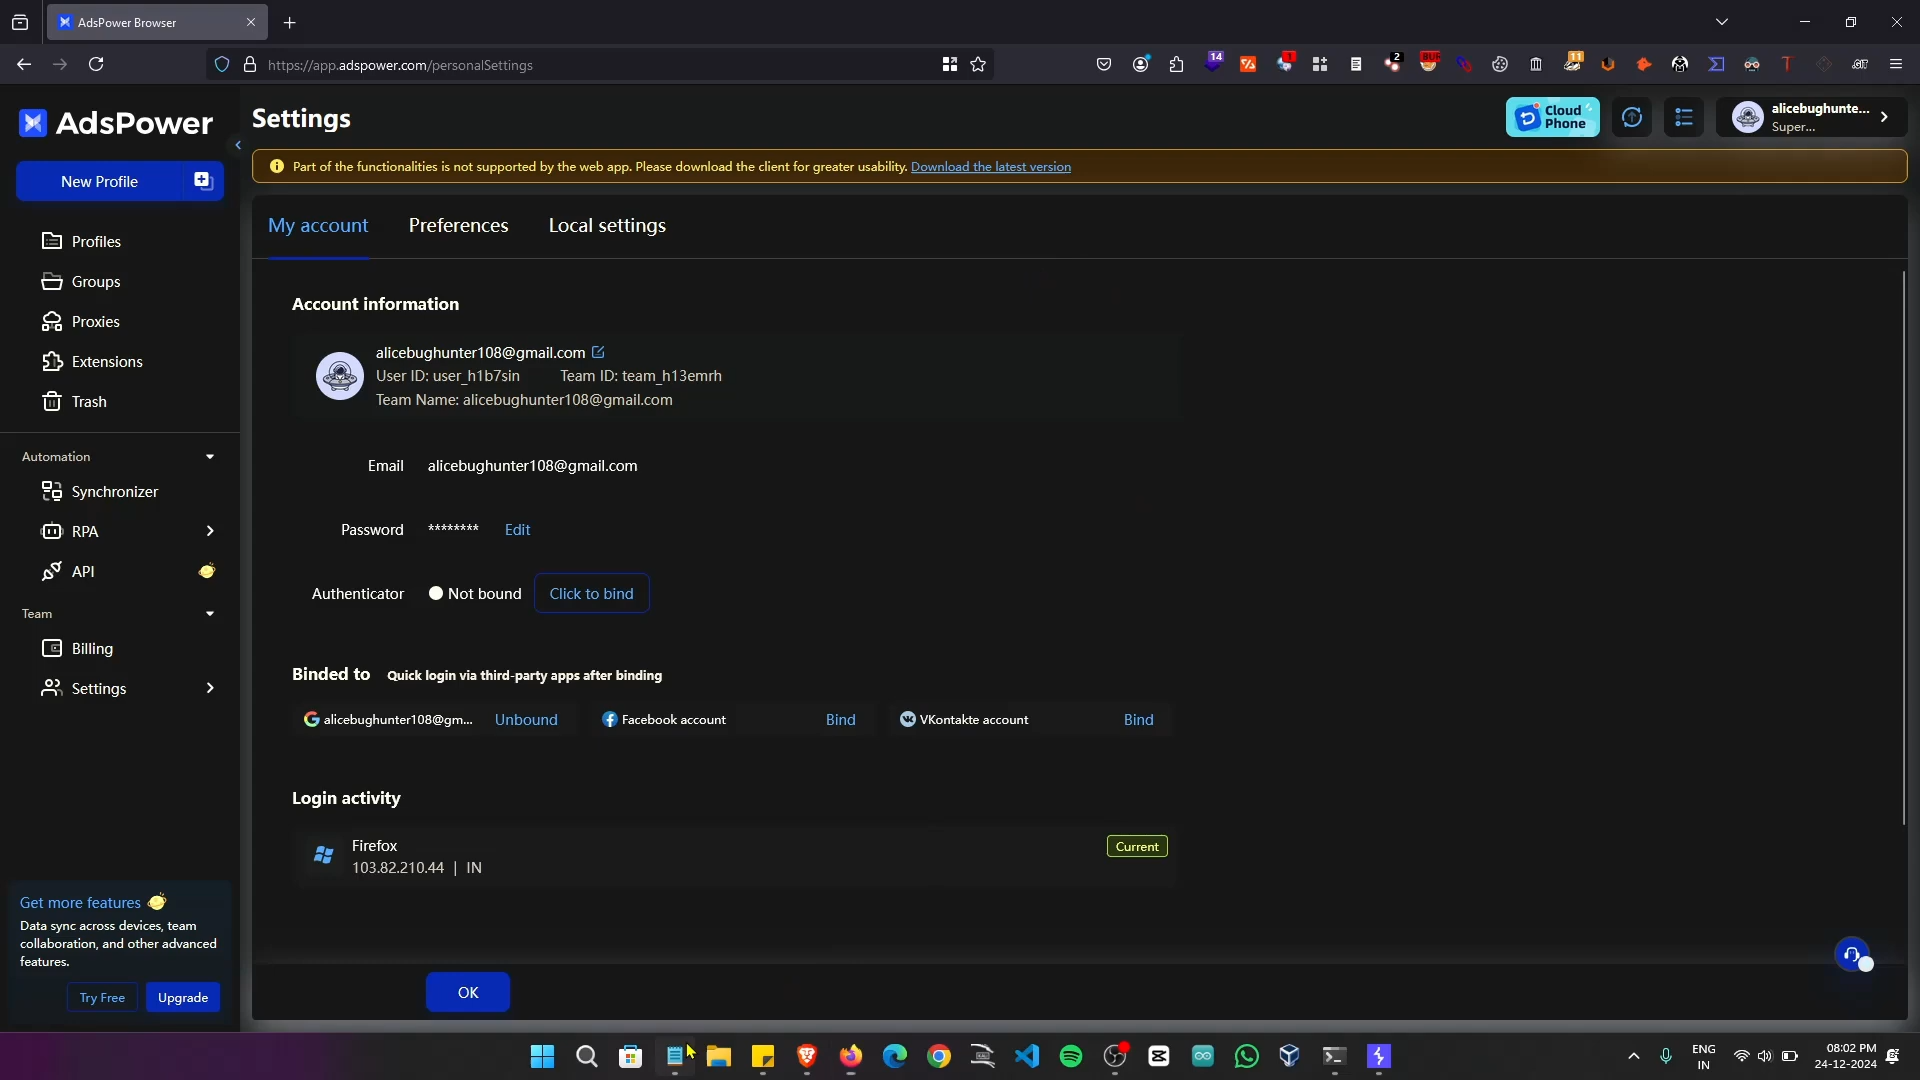 AdsPower Browser
https://app.adspower.com/personalSettings
14
1
2
BUP
11
T
.GIT
AdsPower
Settings
Cloud
Phone
alicebughunte...
Super...
New Profile
Part of the functionalities is not supported by the web app. Please download the client for greater usability. Download the latest version
My account
Preferences
Local settings
Profiles
Groups
Proxies
Extensions
Trash
Automation
Synchronizer
RPA
API
Team
Billing
Settings
Account information
alicebughunter108@gmail.com
User ID: user_h1b7sin Team ID: team_h13emrh
Team Name: alicebughunter108@gmail.com
Email alicebughunter108@gmail.com
Password ******** Edit
Authenticator Not bound Click to bind
Binded to Quick login via third-party apps after binding
alicebughunter108@gm... Unbound
Facebook account Bind
VKontakte account Bind
Login activity
Firefox
103.82.210.44 | IN
Current
Get more features
Data sync across devices, team
collaboration, and other advanced
features.
Try Free
Upgrade
OK
ENG
IN
08:02 PM
24-12-2024